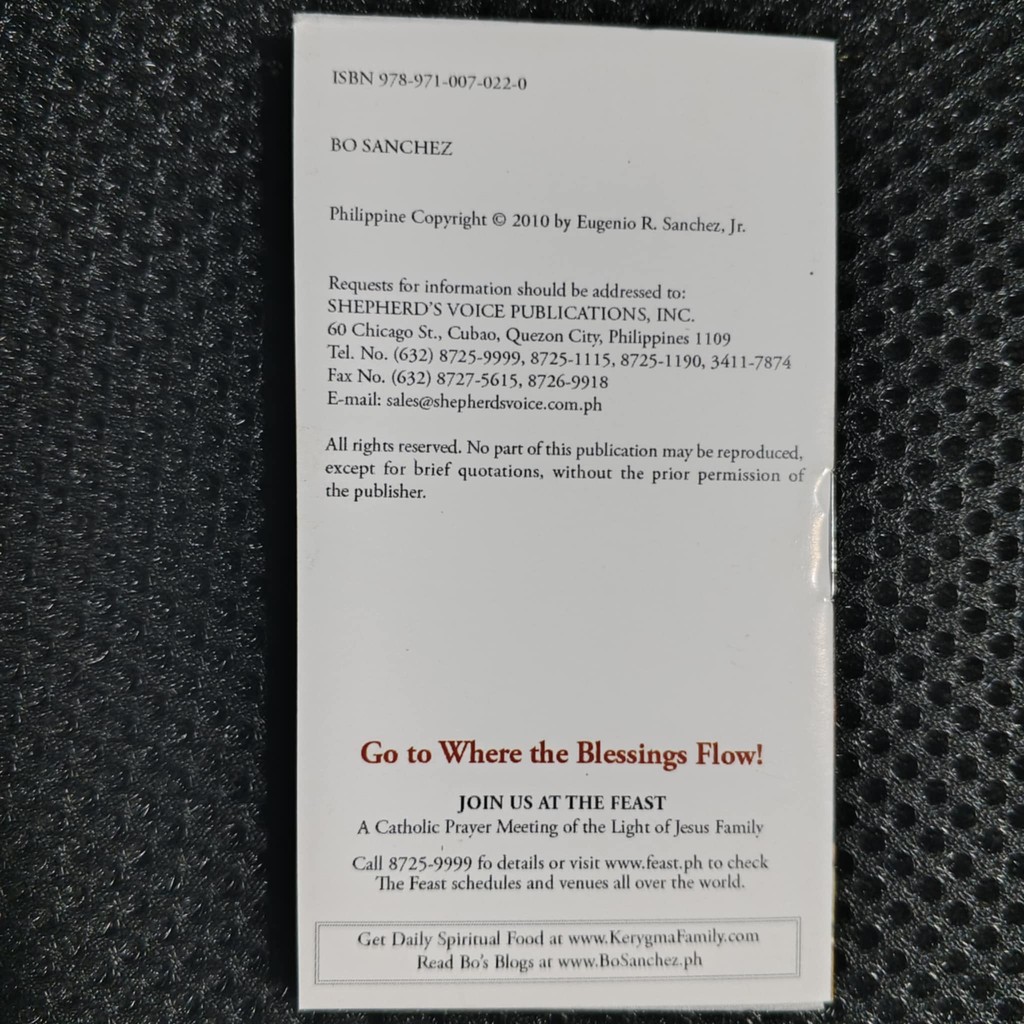 ISBN 978-971-007-022-0
BO SANCHEZ
Philippine Copyright © 2010 by Eugenio R. Sanchez, Jr.
Requests for information should be addressed to:
SHEPHERD'S VOICE PUBLICATIONS, INC.
60 Chicago St., Cubao, Quezon City, Philippines 1109
Tel. No. (632) 8725-9999, 8725-1115, 8725-1190, 3411-7874
Fax No. (632) 8727-5615, 8726-9918
E-mail: sales@shepherdsvoice.com.ph
All rights reserved. No part of this publication may be reproduced,
except for brief quotations, without the prior permission of
the publisher.
Go to Where the Blessings Flow!
JOIN US AT THE FEAST
A Catholic Prayer Meeting of the Light of Jesus Family
Call 8725-9999 fo details or visit www.feast.ph to check
The Feast schedules and venues all over the world.
Get Daily Spiritual Food at www.KerygmaFamily.com
Read Bo's Blogs at www.BoSanchez.ph